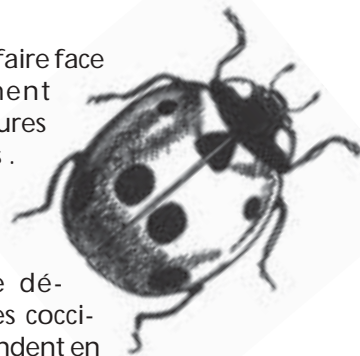 faire face
ment
ures
s .
e dé-
es cocci-
ndent en